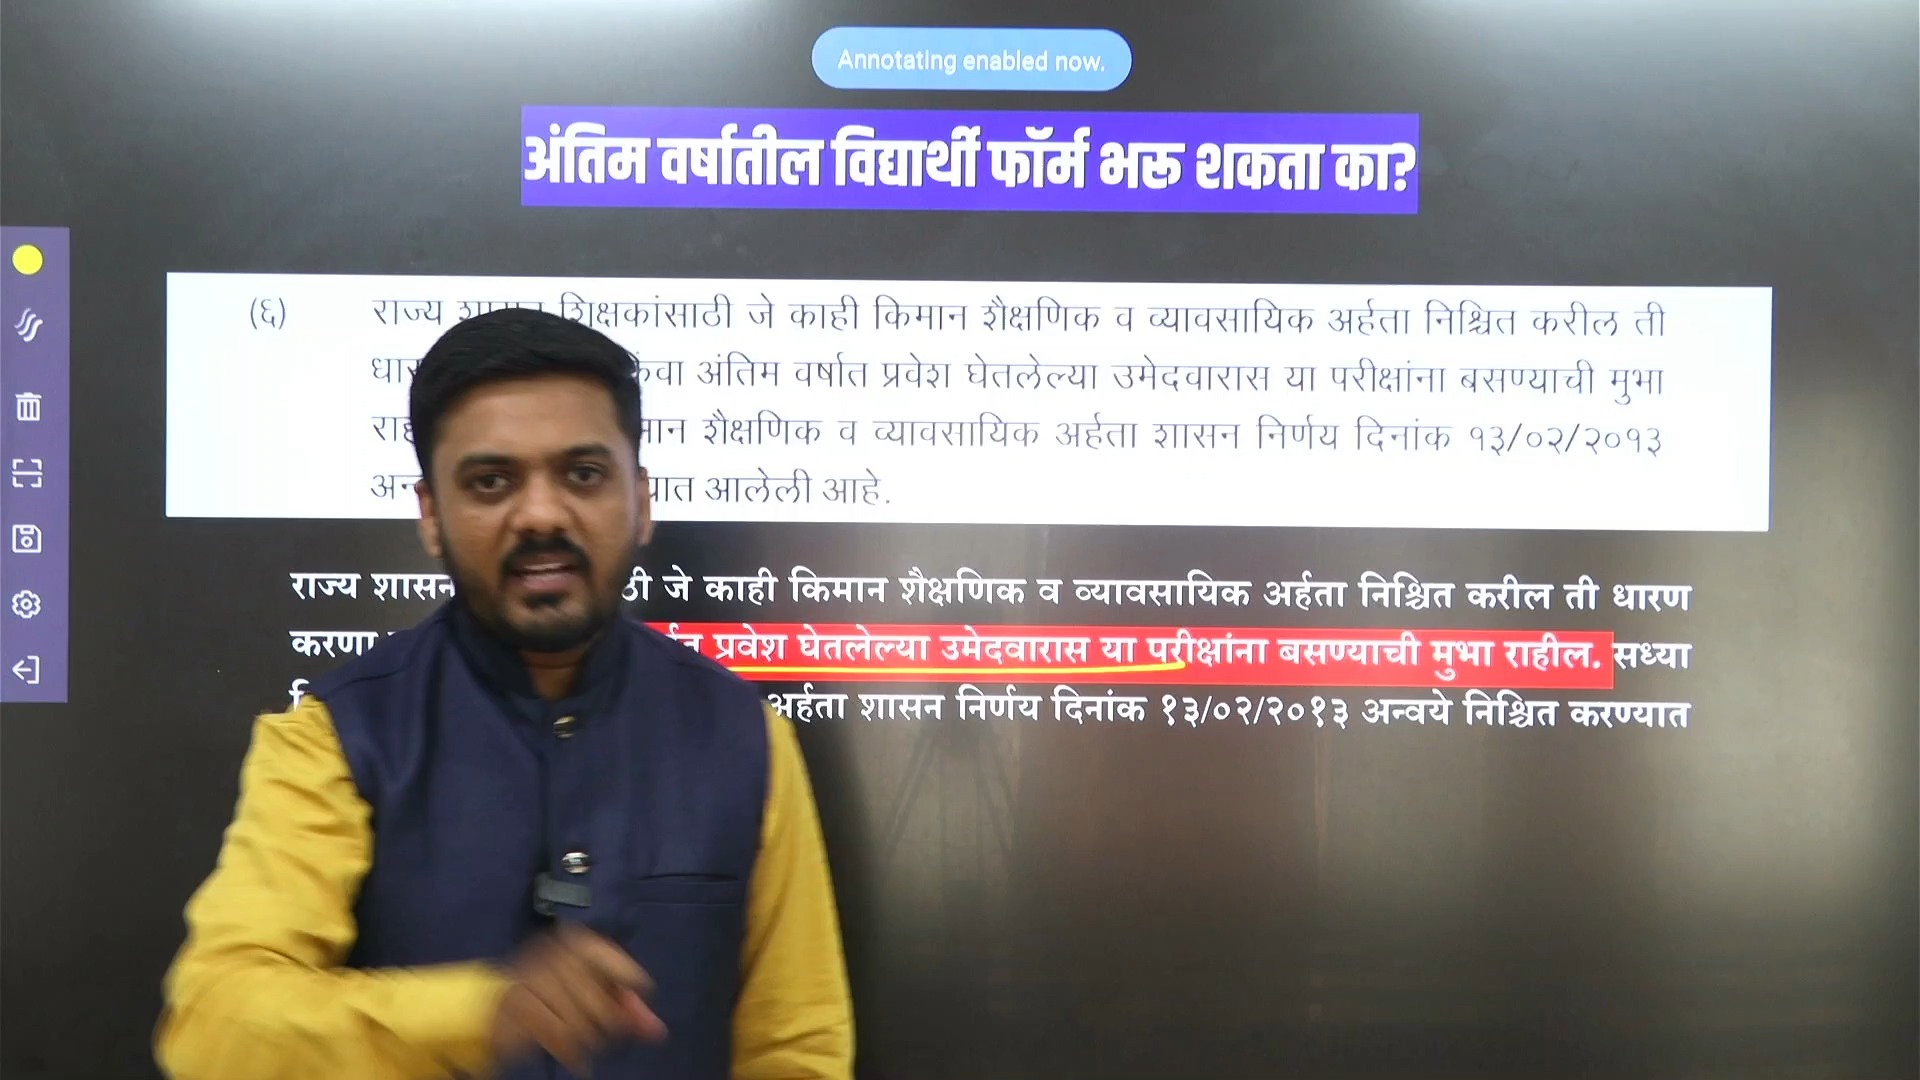 Annotating enabled now.
अंतिम वर्षातील विद्यार्थी फॉर्म भरू शकता का?
(६) राज्य शिक्षकांसाठी जे काही किमान शैक्षणिक व व्यावसायिक अर्हता निश्चित करील ती
अंतिम वर्षात प्रवेश घेतलेल्या उमेदवारास या परीक्षांना बसण्याची मुभा
शैक्षणिक व व्यावसायिक अर्हता शासन निर्णय दिनांक १३/०२/२०१३
आलेली आहे.
राज्य शासन जे काही किमान शैक्षणिक व व्यावसायिक अर्हता निश्चित करील ती धारण
प्रवेश घेतलेल्या उमेदवारास या परीक्षांना बसण्याची मुभा राहील. सध्या
अर्हता शासन निर्णय दिनांक १३/०२/२०१३ अन्वये निश्चित करण्यात